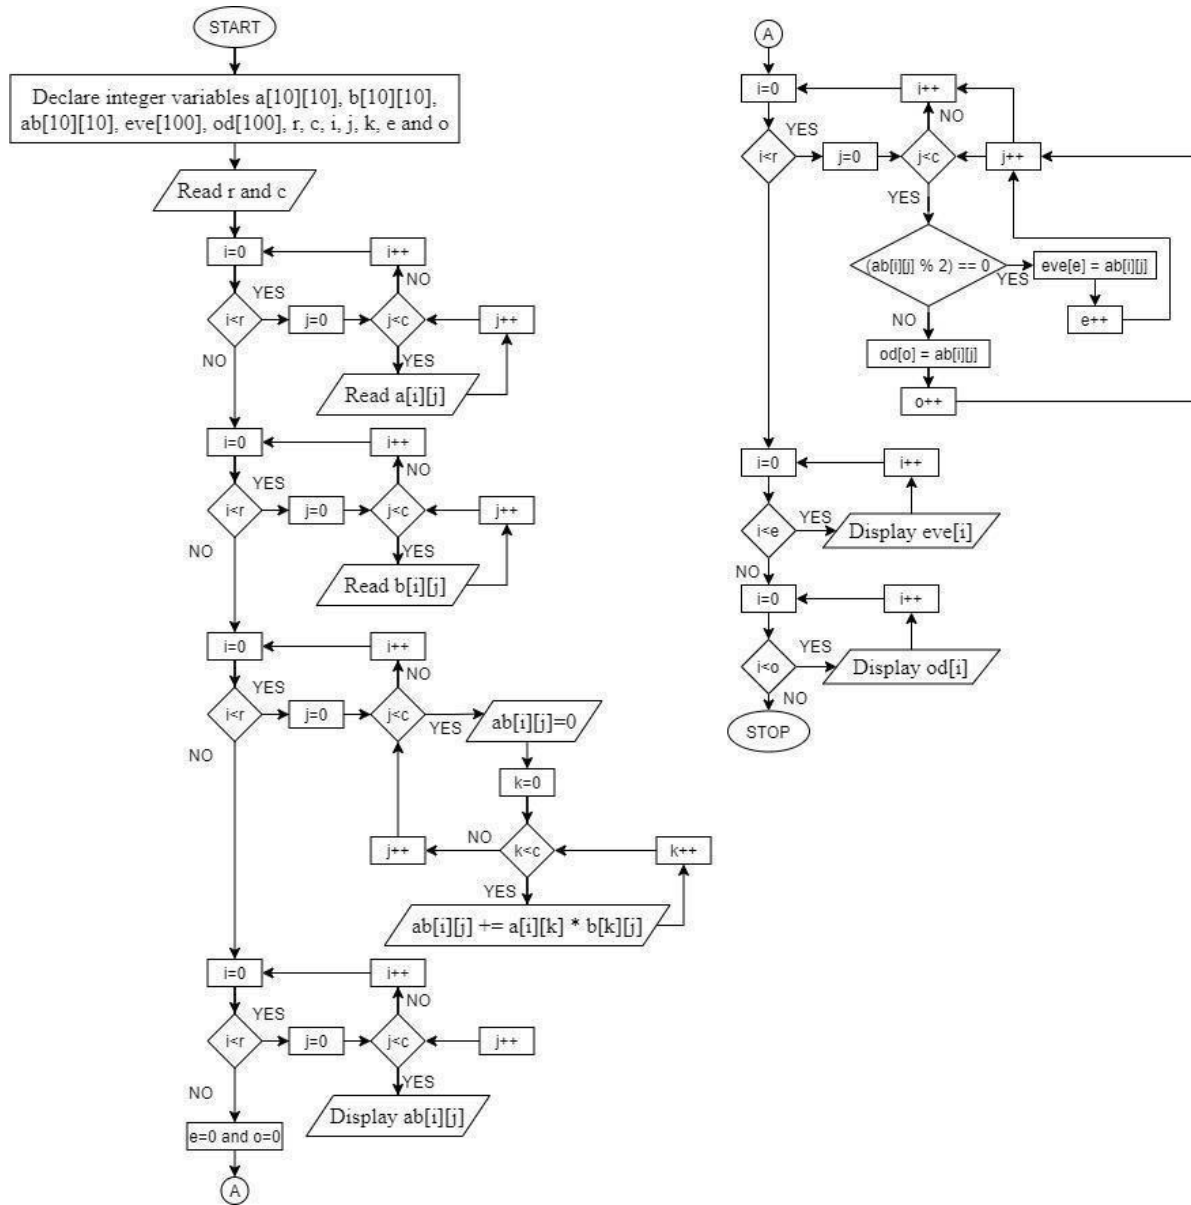 START
Declare integer variables a[10][10], b[10][10],
ab[10][10], eve[100], od[100], r, c, i, j, k, e and o
Read r and c
i=0
i++
YES
NO
i<r
j=0
j<c
j++
NO
YES
Read a[i][j]
i=0
i++
YES
NO
i<r
j=0
j<c
j++
NO
YES
Read b[i][j]
i=0
i++
YES
NO
i<r
j=0
j<c
YES
ab[i][j]=0
NO
k=0
j++
NO
k<c
k++
YES
ab[i][j] += a[i][k] * b[k][j]
i=0
i++
YES
NO
i<r
j=0
j<c
j++
NO
YES
Display ab[i][j]
e=0 and o=0
A
A
i=0
i++
YES
NO
i<r
j=0
j<c
j++
YES
(ab[i][j] % 2) == 0
YES
eve[e] = ab[i][j]
e++
NO
od[o] = ab[i][j]
o++
i=0
i++
YES
i<e
Display eve[i]
NO
i=0
i++
YES
i<o
Display od[i]
NO
STOP